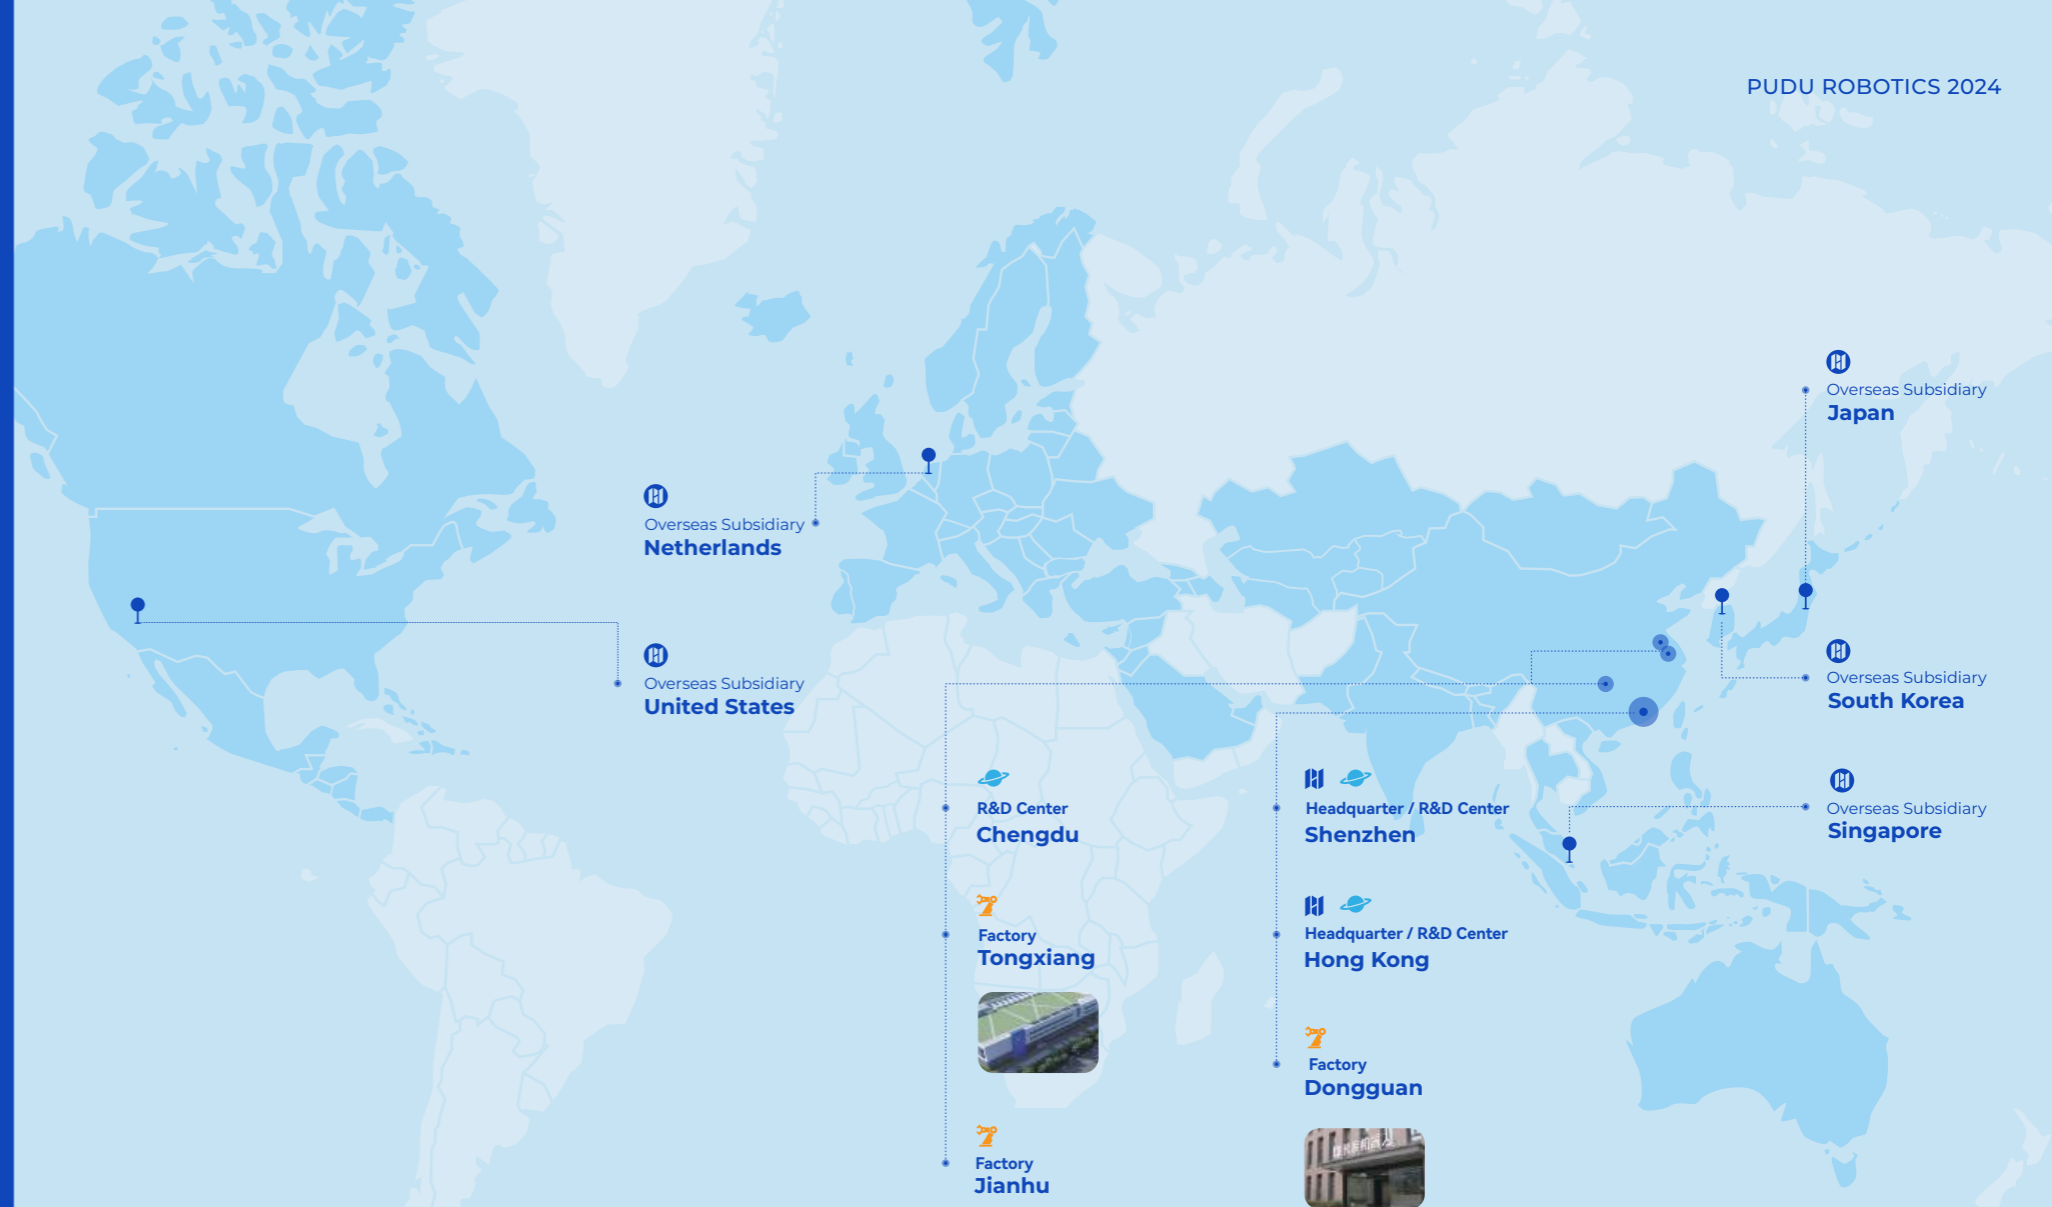 PUDU ROBOTICS 2024
Overseas Subsidiary
Japan
Overseas Subsidiary
Netherlands
Overseas Subsidiary
United States
Overseas Subsidiary
South Korea
Overseas Subsidiary
Singapore
R&D Center
Chengdu
Factory
Tongxiang
Factory
Jianhu
Headquarter / R&D Center
Shenzhen
Headquarter / R&D Center
Hong Kong
Factory
Dongguan